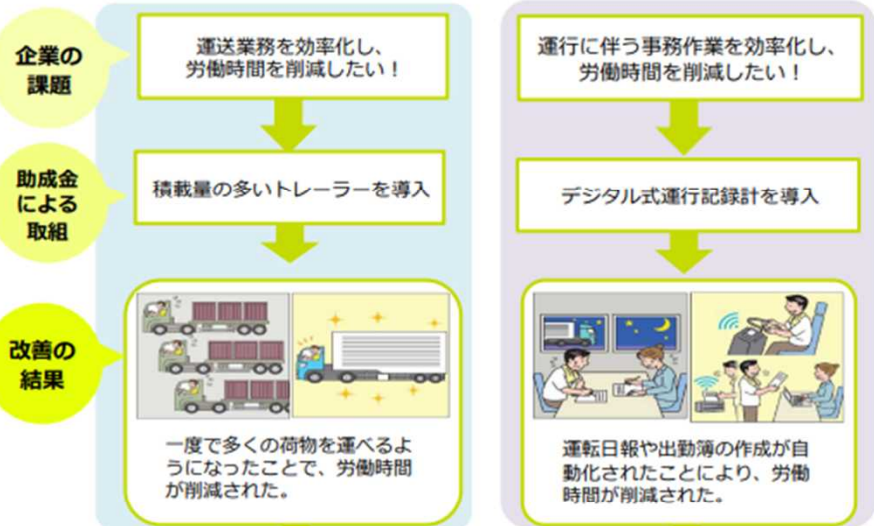 企業の
課題
運送業務を効率化し、
労働時間を削減したい！
運行に伴う事務作業を効率化し、
労働時間を削減したい！
助成金
による
取組
積載量の多いトレーラーを導入
デジタル式運行記録計を導入
改善の
結果
一度で多くの荷物を運べるよ
うになったことで、労働時間
が削減された。
運転日報や出勤簿の作成が自
動化されたことにより、労働
時間が削減された。